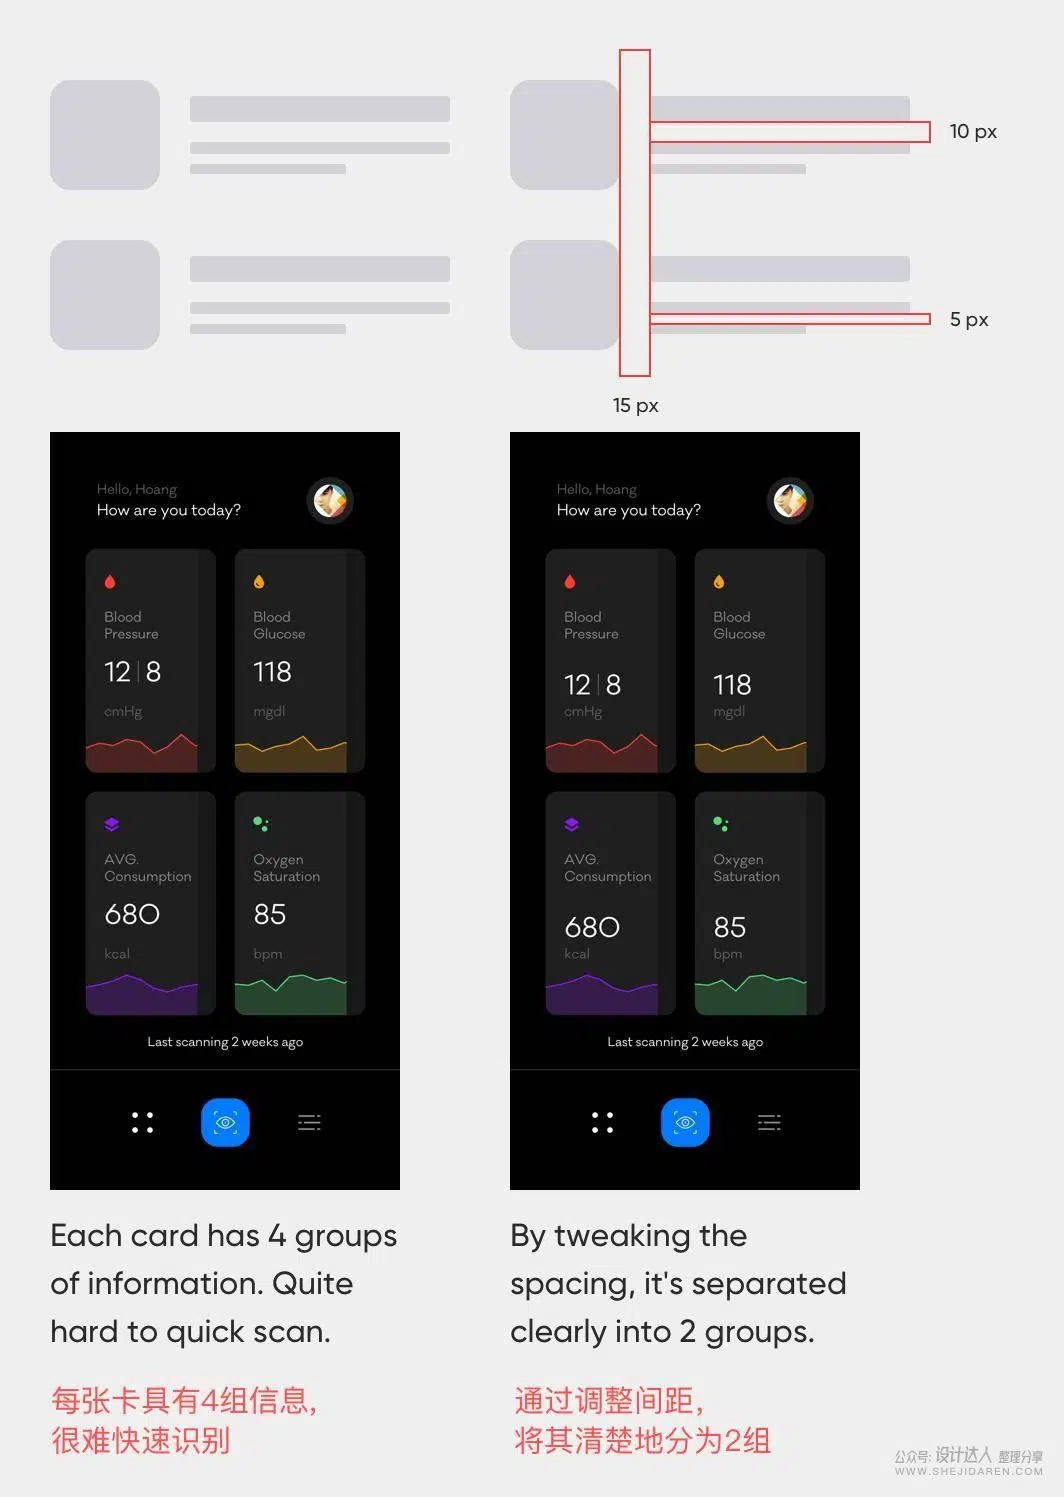 10 px
5 px
15 px
Hello, Hoang
How are you today?
Blood
Pressure
12 | 8
cmHg
Blood
Glucose
118
mgdl
AVG.
Consumption
680
kcal
Oxygen
Saturation
85
bpm
Last scanning 2 weeks ago
Hello, Hoang
How are you today?
Blood
Pressure
12 | 8
cmHg
Blood
Glucose
118
mgdl
AVG.
Consumption
680
kcal
Oxygen
Saturation
85
bpm
Last scanning 2 weeks ago
Each card has 4 groups
of information. Quite
hard to quick scan.
每张卡具有4组信息，
很难快速识别
By tweaking the
spacing, it's separated
clearly into 2 groups.
通过调整间距，
将其清楚地分为2组
公众号: 设计达人 整理分享
WWW.SHEJIDAREN.COM